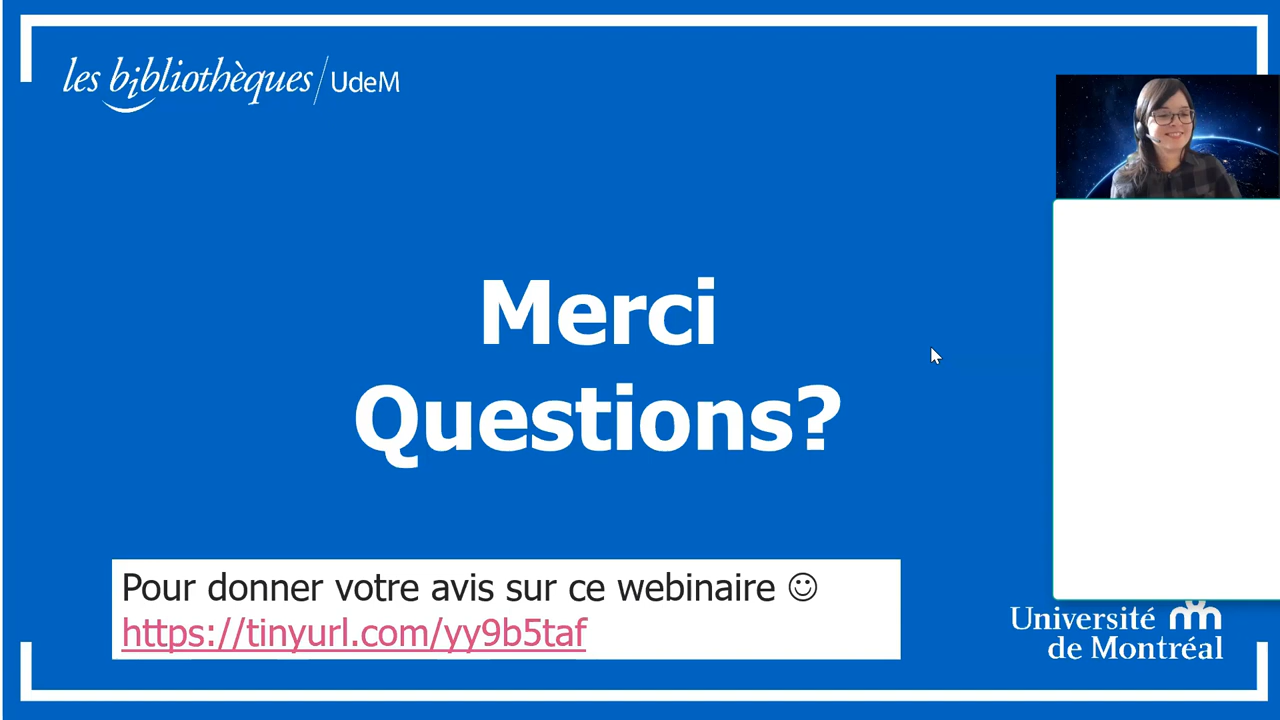 les bibliothèques/UdeM
Merci
Questions?
Pour donner votre avis sur ce webinaire ☺
https://tinyurl.com/yy9b5taf
Université
de Montréal